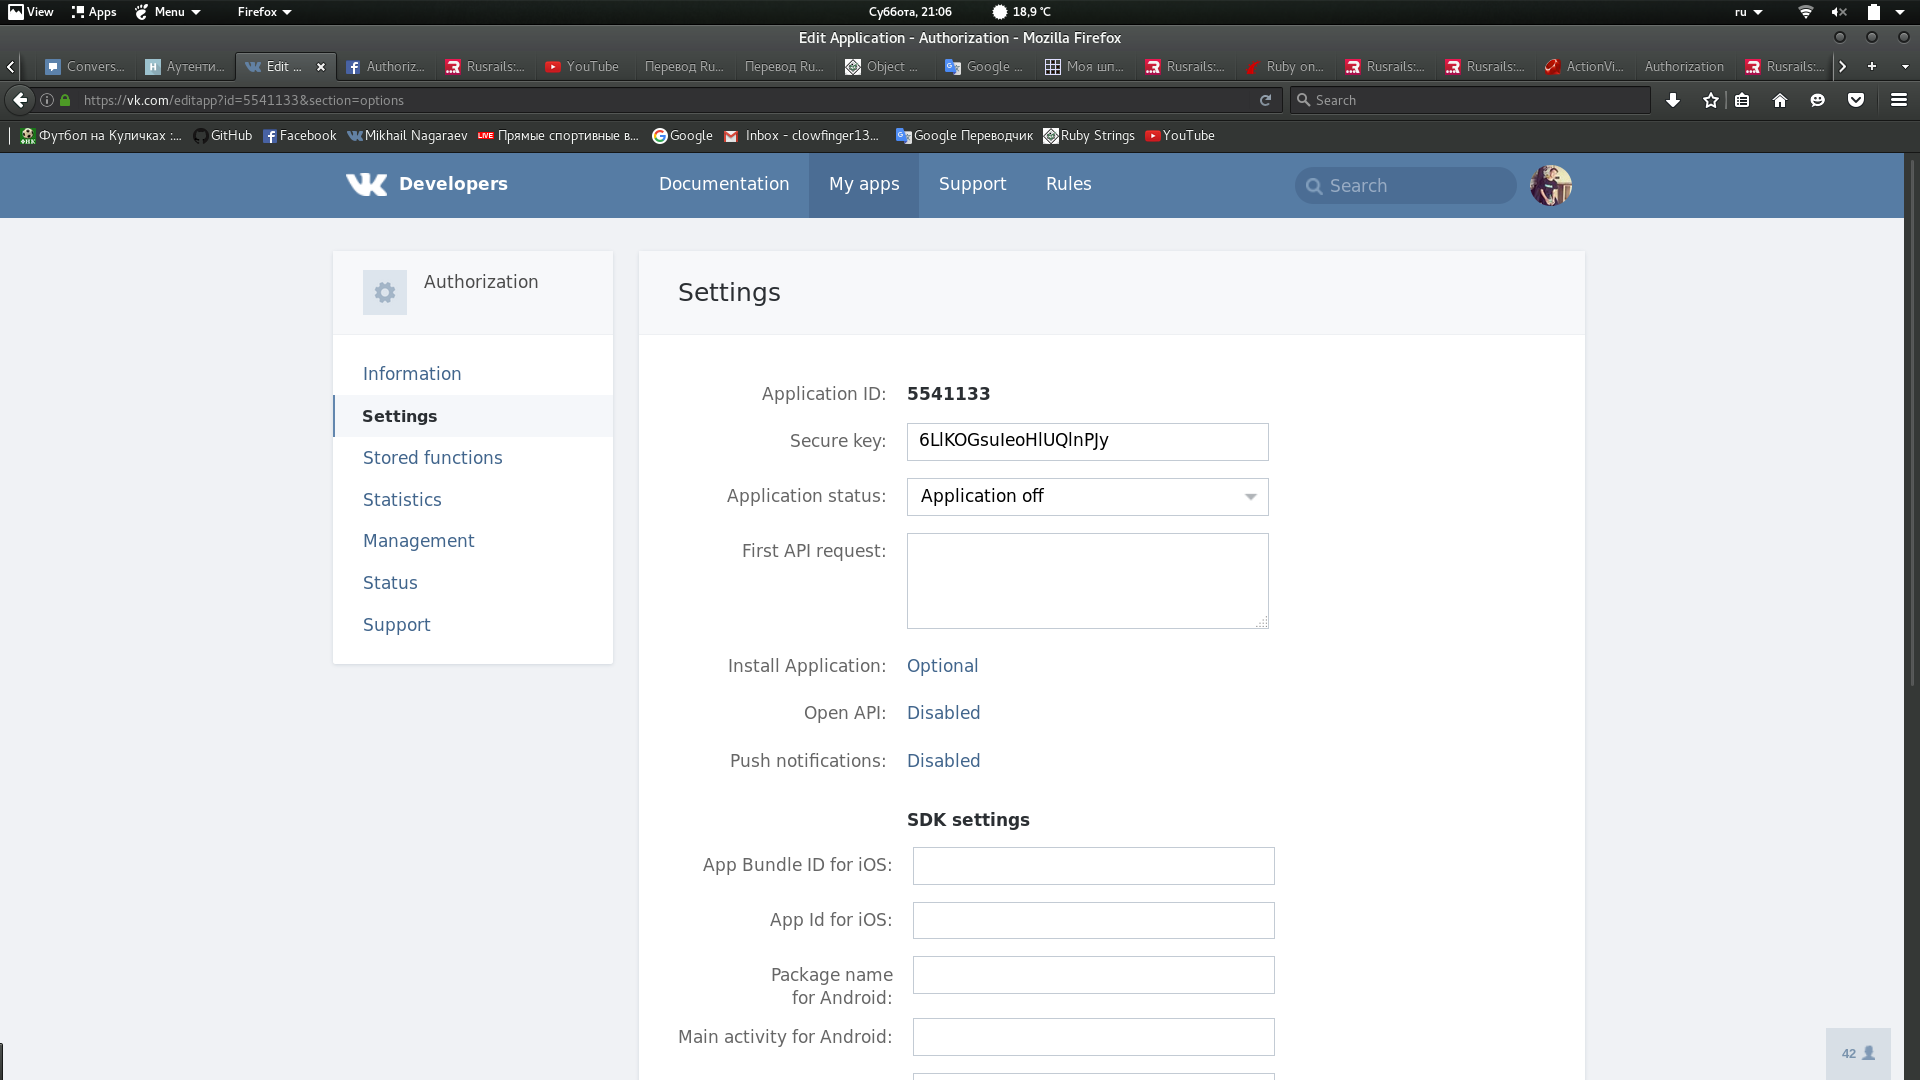 View Apps Menu Firefox Суббота, 21:06 18,9 °C ru
Edit Application - Authorization - Mozilla Firefox
Convers... Аутенти... Edit ... Authoriz... Rusrails:... YouTube Перевод Ru... Перевод Ru... Object ... Google ... Моя шп... Rusrails:... Ruby on... Rusrails:... Rusrails:... ActionVi... Authorization Rusrails:...
https://vk.com/editapp?id=5541133&section=options Search
Футбол на Куличках :... GitHub Facebook Mikhail Nagaraev LIVE Прямые спортивные в... Google Inbox - clowfinger13... Google Переводчик Ruby Strings YouTube
Developers Documentation My apps Support Rules Search
Authorization
Information
Settings
Stored functions
Statistics
Management
Status
Support
Settings
Application ID: 5541133
Secure key: 6LlKOGsuIeoHlUQlnPJy
Application status: Application off
First API request:
Install Application: Optional
Open API: Disabled
Push notifications: Disabled
SDK settings
App Bundle ID for iOS:
App Id for iOS:
Package name
for Android:
Main activity for Android:
42